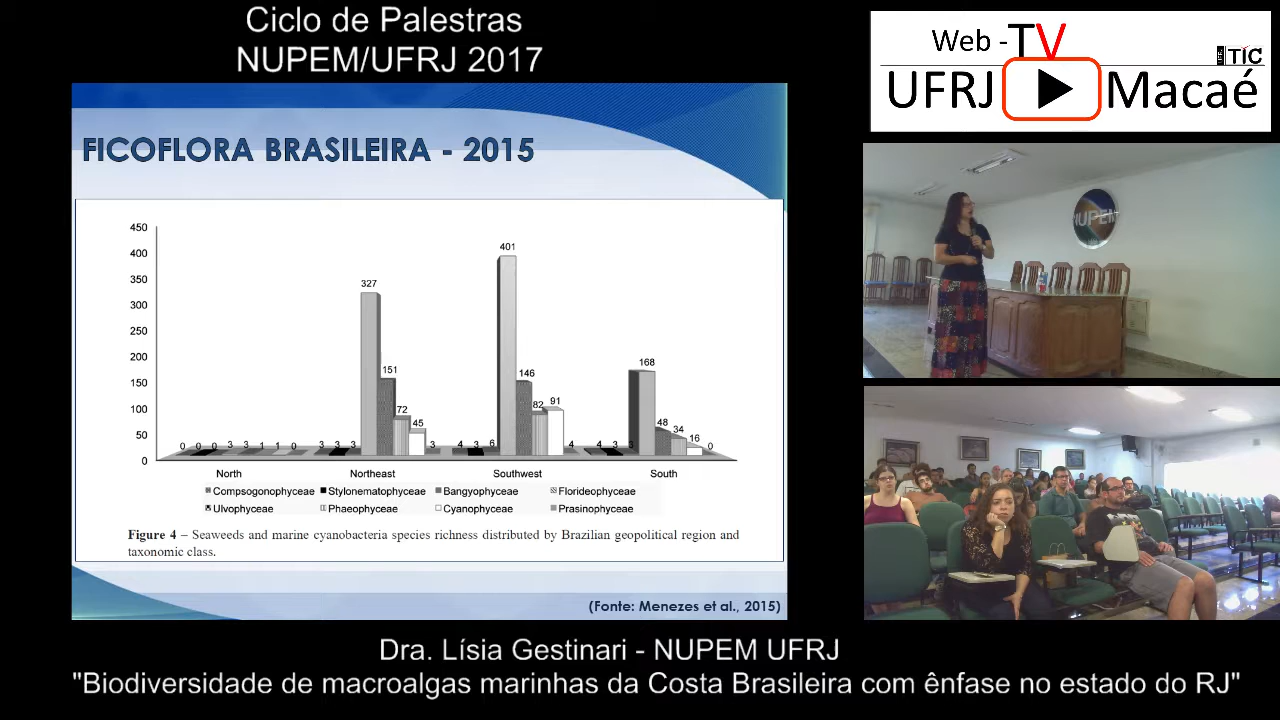 Ciclo de Palestras
NUPEM/UFRJ 2017
Web -TV
TIC
UFRJ Macaé
FICOFLORA BRASILEIRA - 2015
450
400
350
300
250
200
150
100
50
0
0 0 0 3 3 1 1 0
3 3 3 327 151 72 45 3
4 3 6 401 146 82 91 4
4 3 3 168 48 34 16 0
North Northeast Southwest South
Compsogonophyceae Stylonematophyceae Bangyophyceae Florideophyceae
Ulvophyceae Phaeophyceae Cyanophyceae Prasinophyceae
Figure 4 – Seaweeds and marine cyanobacteria species richness distributed by Brazilian geopolitical region and
taxonomic class.
(Fonte: Menezes et al., 2015)
NUPEM
Dra. Lísia Gestinari - NUPEM UFRJ
"Biodiversidade de macroalgas marinhas da Costa Brasileira com ênfase no estado do RJ"